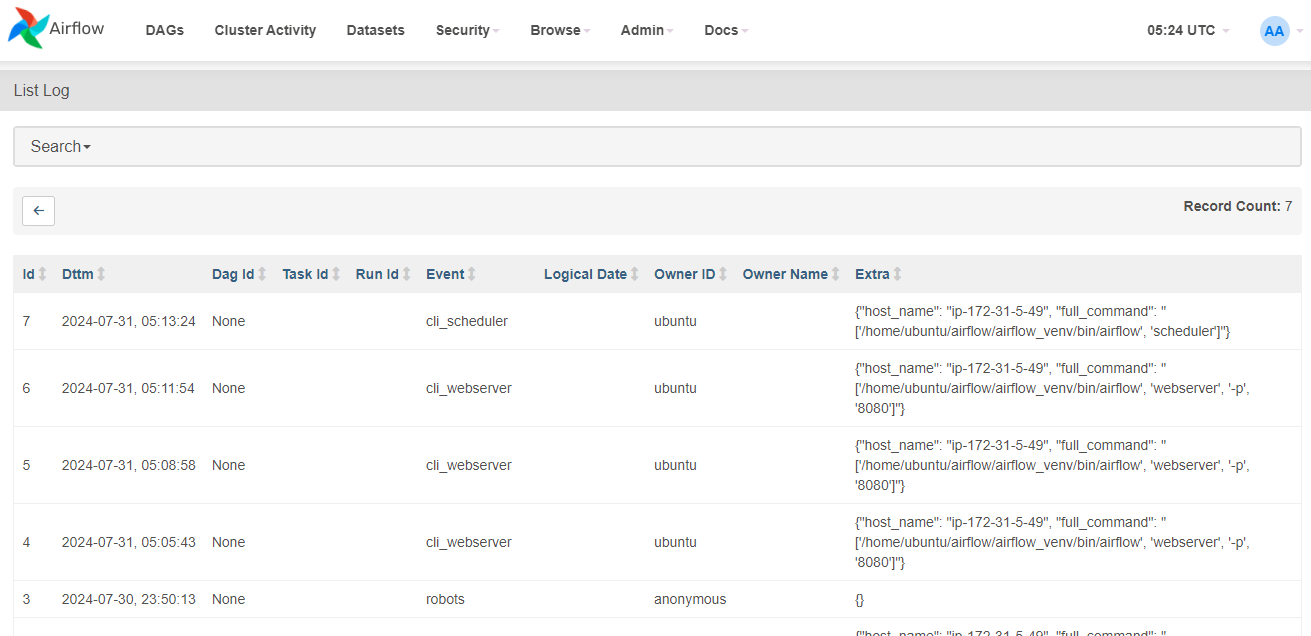 Airflow DAGs Cluster Activity Datasets Security Browse Admin Docs 05:24 UTC AA
List Log
Search
Record Count: 7
Id Dttm Dag Id Task Id Run Id Event Logical Date Owner ID Owner Name Extra
7 2024-07-31, 05:13:24 None cli_scheduler ubuntu {"host_name": "ip-172-31-5-49", "full_command": "
['/home/ubuntu/airflow/airflow_venv/bin/airflow', 'scheduler']"}
6 2024-07-31, 05:11:54 None cli_webserver ubuntu {"host_name": "ip-172-31-5-49", "full_command": "
['/home/ubuntu/airflow/airflow_venv/bin/airflow', 'webserver', '-p',
'8080']"}
5 2024-07-31, 05:08:58 None cli_webserver ubuntu {"host_name": "ip-172-31-5-49", "full_command": "
['/home/ubuntu/airflow/airflow_venv/bin/airflow', 'webserver', '-p',
'8080']"}
4 2024-07-31, 05:05:43 None cli_webserver ubuntu {"host_name": "ip-172-31-5-49", "full_command": "
['/home/ubuntu/airflow/airflow_venv/bin/airflow', 'webserver', '-p',
'8080']"}
3 2024-07-30, 23:50:13 None robots anonymous {}
{"host_name": "ip-172-31-5-49", "full_command": "